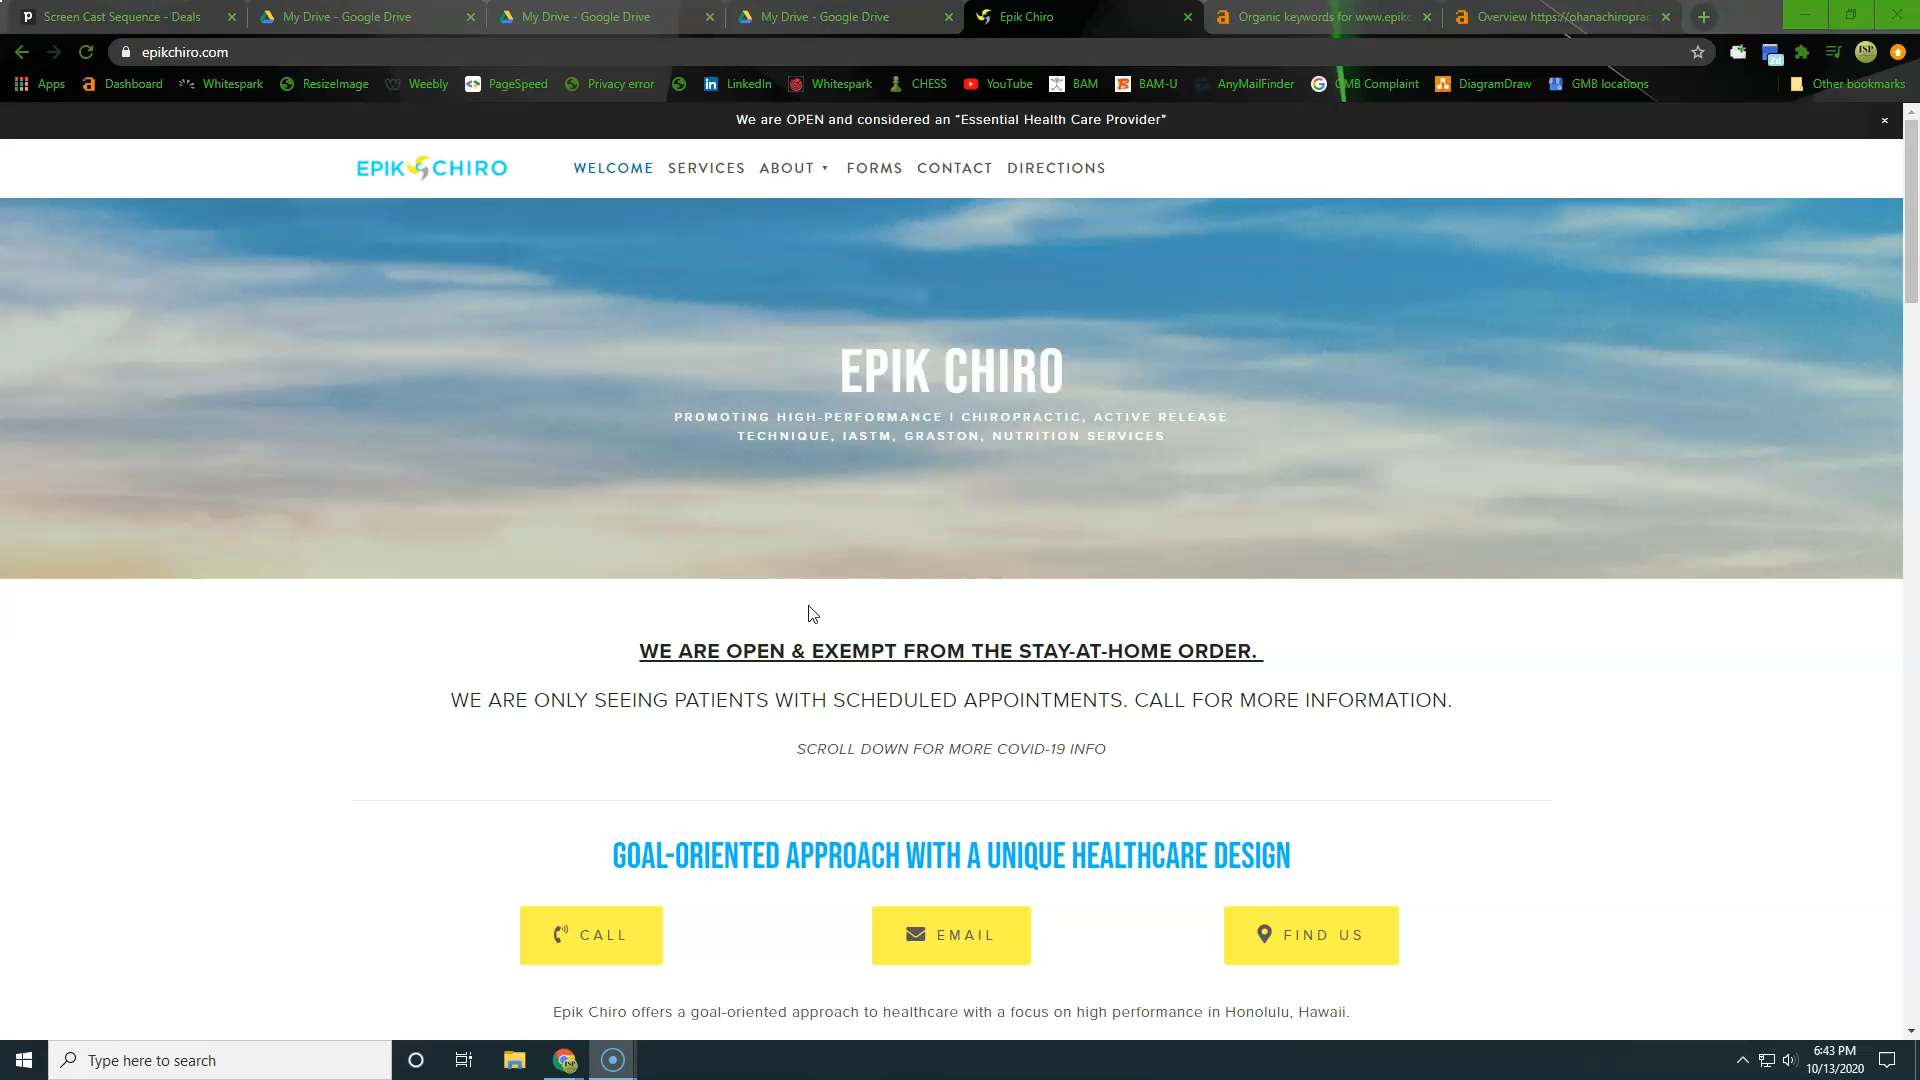 Screen Cast Sequence - Deals
My Drive - Google Drive
My Drive - Google Drive
My Drive - Google Drive
Epik Chiro
Organic keywords for www.epikc
Overview https://ohanachiroprac
epikchiro.com
Apps
Dashboard
Whitespark
ResizeImage
Weebly
PageSpeed
Privacy error
LinkedIn
Whitespark
CHESS
YouTube
BAM
BAM-U
AnyMailFinder
GMB Complaint
DiagramDraw
GMB locations
Other bookmarks
We are OPEN and considered an “Essential Health Care Provider”
EPIK CHIRO
WELCOME SERVICES ABOUT FORMS CONTACT DIRECTIONS
EPIK CHIRO
PROMOTING HIGH-PERFORMANCE | CHIROPRACTIC, ACTIVE RELEASE
TECHNIQUE, IASTM, GRASTON, NUTRITION SERVICES
WE ARE OPEN & EXEMPT FROM THE STAY-AT-HOME ORDER.
WE ARE ONLY SEEING PATIENTS WITH SCHEDULED APPOINTMENTS. CALL FOR MORE INFORMATION.
SCROLL DOWN FOR MORE COVID-19 INFO
GOAL-ORIENTED APPROACH WITH A UNIQUE HEALTHCARE DESIGN
CALL
EMAIL
FIND US
Epik Chiro offers a goal-oriented approach to healthcare with a focus on high performance in Honolulu, Hawaii.
Type here to search
6:43 PM
10/13/2020